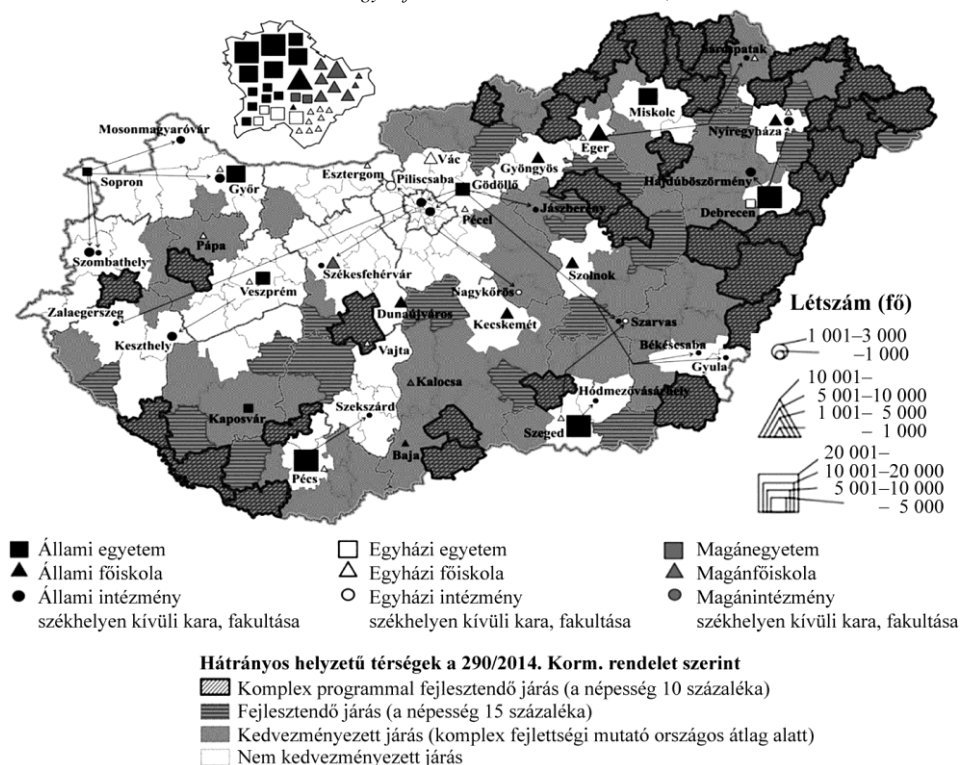 Sárospatak
Miskolc
Mosonmagyaróvár
Nyíregyháza
Eger
Vác
Esztergom
Gyöngyös
Piliscsaba
Sopron
Győr
Gödöllő
Hajdúböszörmény
Jászberény
Debrecen
Pécel
Pápa
Szombathely
Székesfehérvár
Szolnok
Veszprém
Nagykőrös
Létszám (fő)
Zalaegerszeg
Dunaújváros
Kecskemét
Szarvas
1 001–3 000
–1 000
Keszthely
Békéscsaba
Vajta
Gyula
10 001–
5 001–10 000
1 001– 5 000
– 1 000
Kalocsa
Hódmezővásárhely
Kaposvár
Szekszárd
Szeged
20 001–
10 001–20 000
5 001–10 000
– 5 000
Baja
Pécs
Állami egyetem
Állami főiskola
Állami intézmény
székhelyen kívüli kara, fakultása
Egyházi egyetem
Egyházi főiskola
Egyházi intézmény
székhelyen kívüli kara, fakultása
Magánegyetem
Magánfőiskola
Magánintézmény
székhelyen kívüli kara, fakultása
Hátrányos helyzetű térségek a 290/2014. Korm. rendelet szerint
Komplex programmal fejlesztendő járás (a népesség 10 százaléka)
Fejlesztendő járás (a népesség 15 százaléka)
Kedvezményezett járás (komplex fejlettségi mutató országos átlag alatt)
Nem kedvezményezett járás